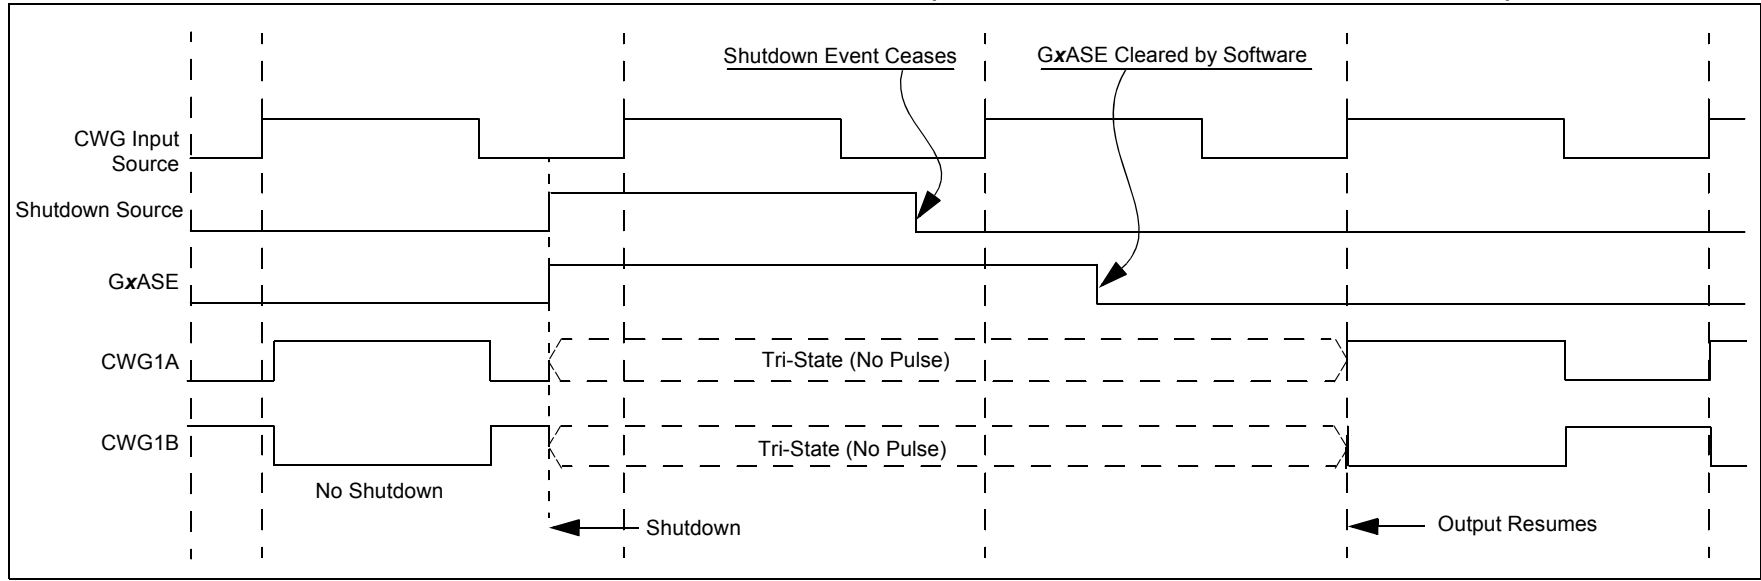 Shutdown Event Ceases
GxASE Cleared by Software
CWG Input
Source
Shutdown Source
GxASE
CWG1A
Tri-State (No Pulse)
CWG1B
Tri-State (No Pulse)
No Shutdown
Shutdown
Output Resumes